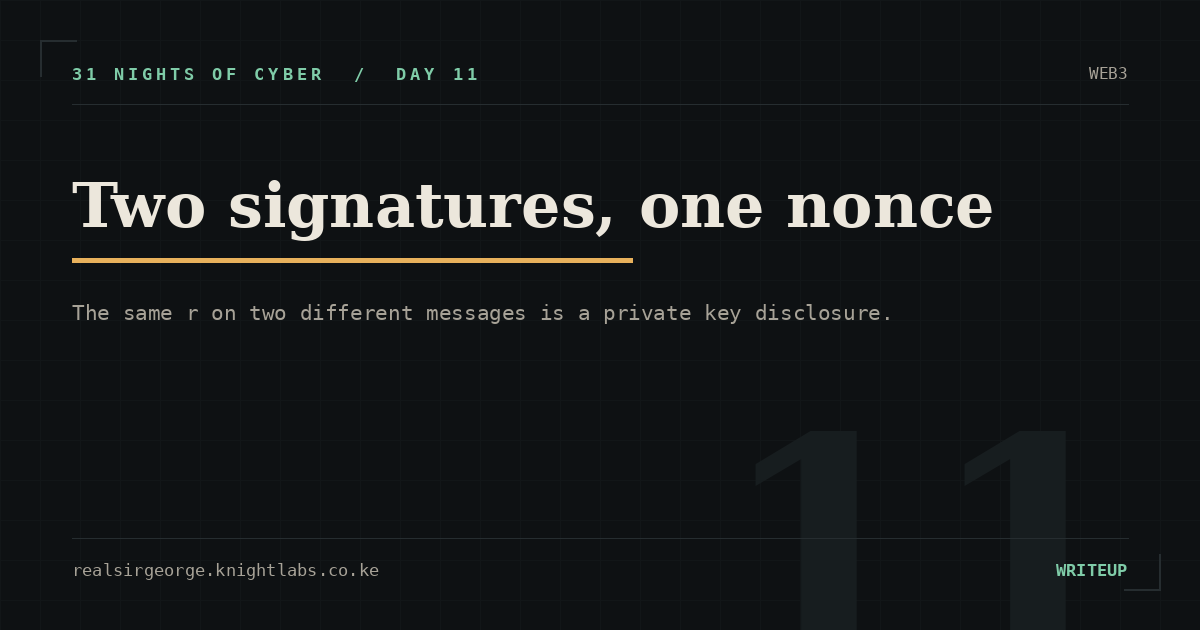 31 NIGHTS OF CYBER / DAY 11
WEB3
Two signatures, one nonce
The same r on two different messages is a private key disclosure.
11
realsirgeorge.knightlabs.co.ke
WRITEUP